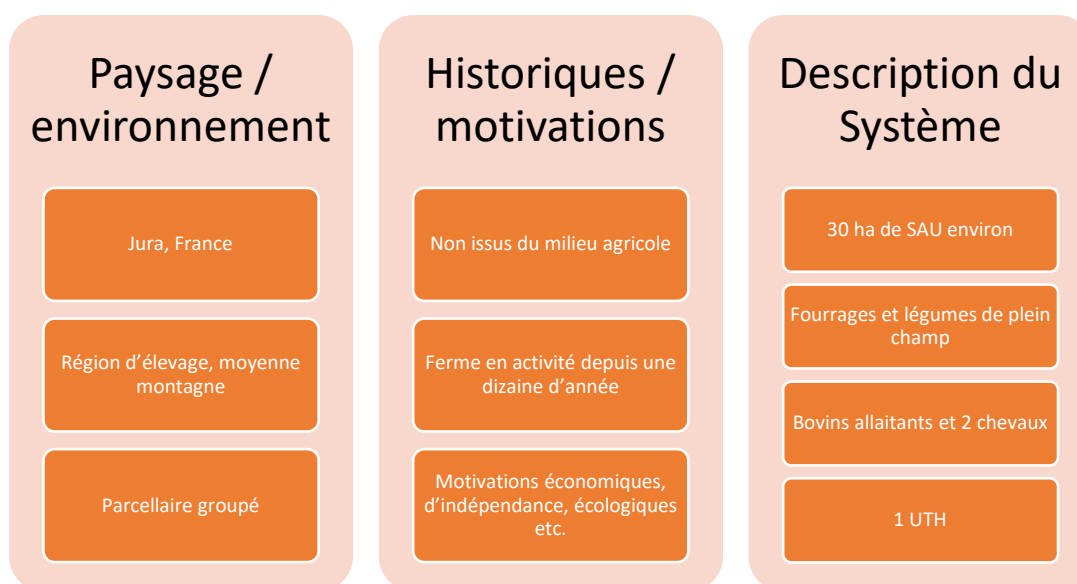 Paysage /
environnement
Jura, France
Région d'élevage, moyenne
montagne
Parcellaire groupé
Historiques /
motivations
Non issus du milieu agricole
Ferme en activité depuis une
dizaine d'année
Motivations économiques,
d'indépendance, écologiques
etc.
Description du
Système
30 ha de SAU environ
Fourrages et légumes de plein
champ
Bovins allaitants et 2 chevaux
1 UTH